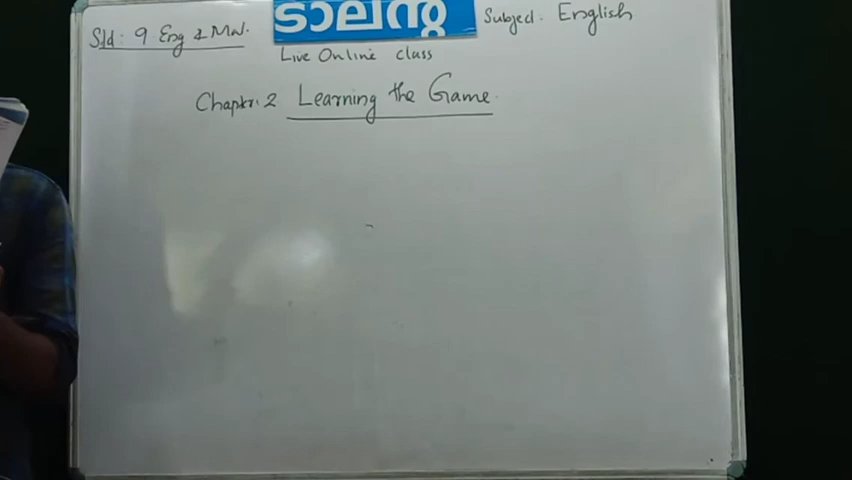 Std: 9 Eng & Mal.
Subject: English
Live Online class
Chapter: 2 Learning the Game.